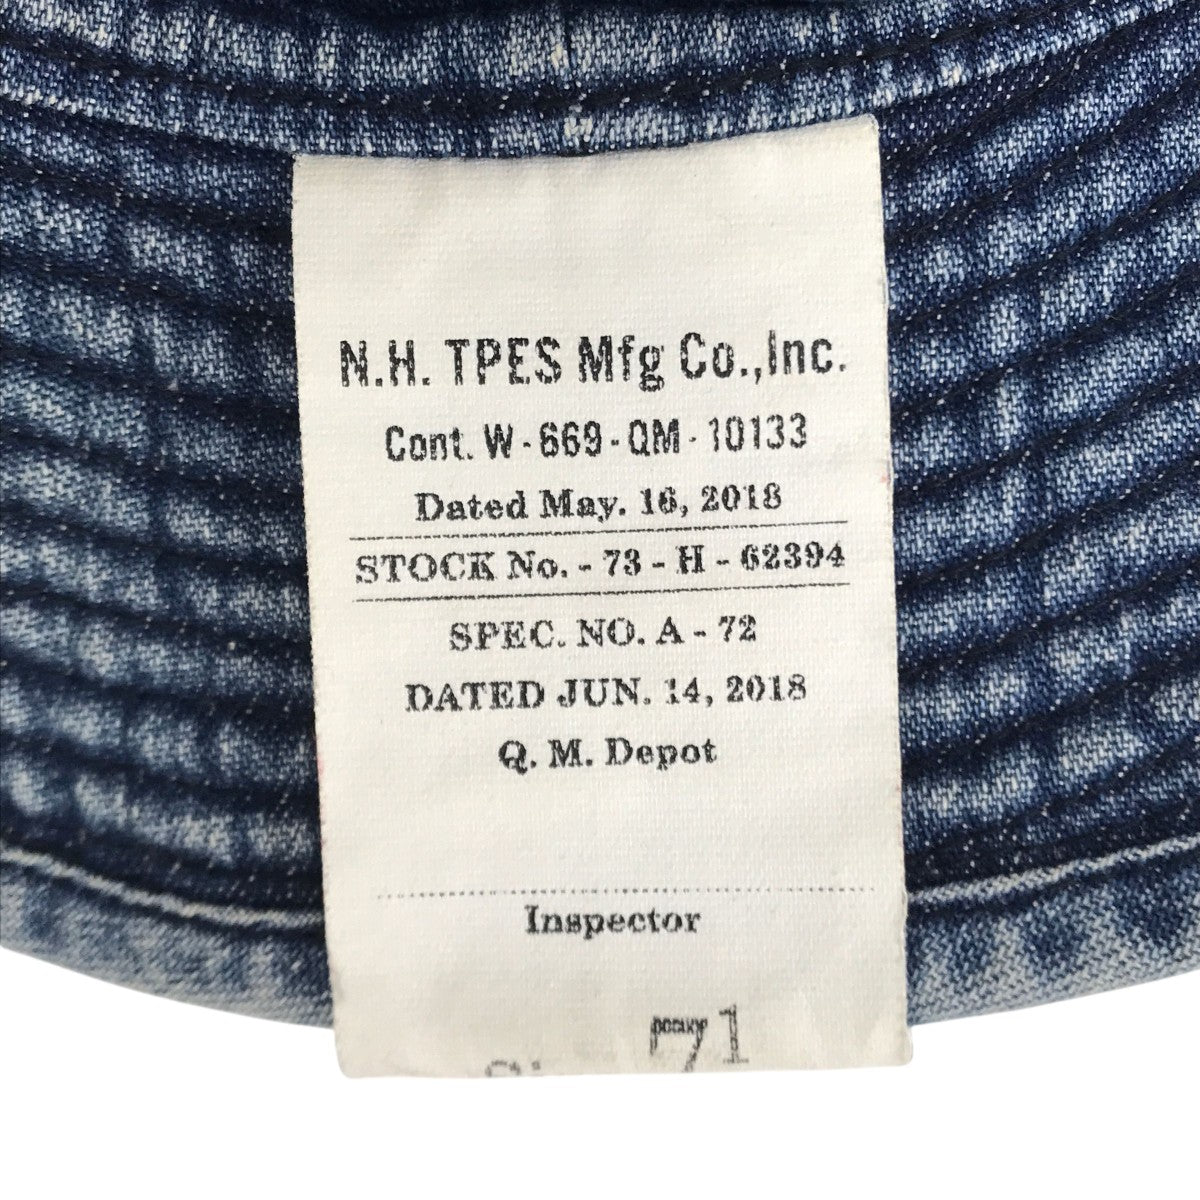 N.H. TPES Mfg Co.,Inc.
Cont. W - 669 - QM - 10133
Dated May. 16, 2018
STOCK No. - 73 - H - 62394
SPEC. NO. A - 72
DATED JUN. 14, 2018
Q. M. Depot
Inspector
71